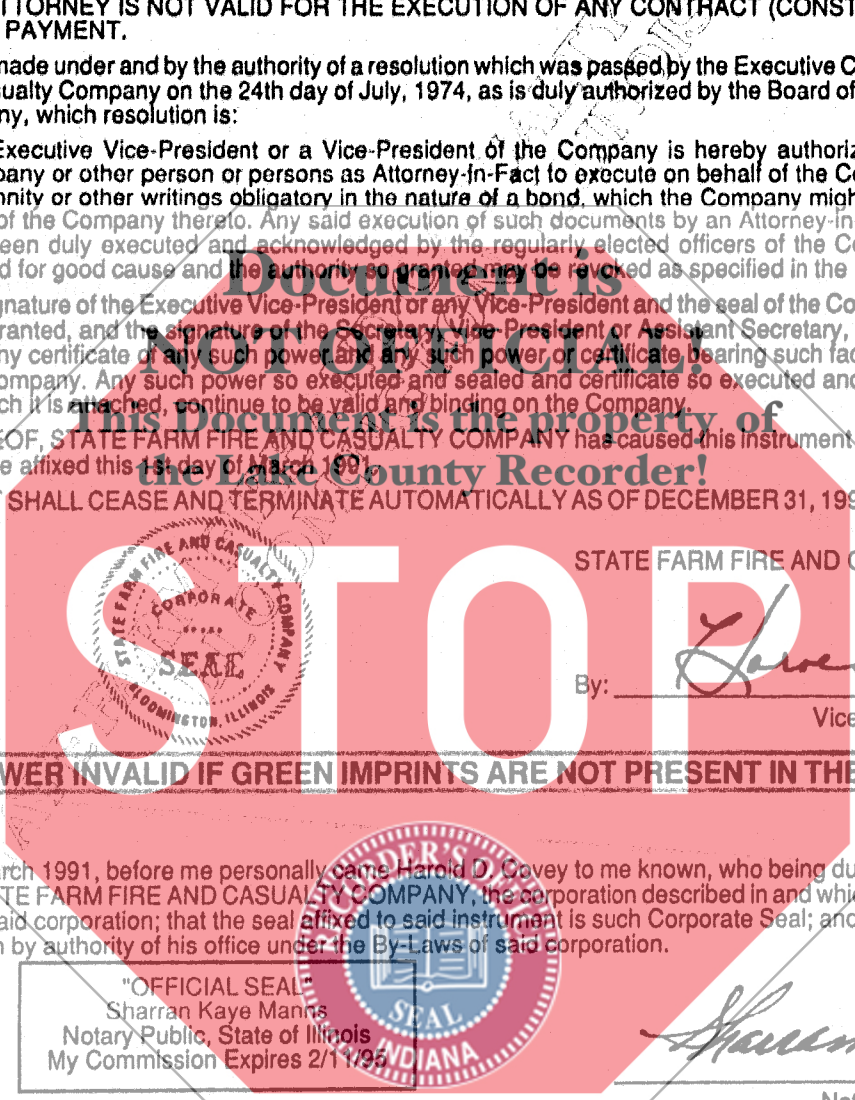 TTORNEY IS NOT VALID FOR THE EXECUTION OF ANY CONTRACT (CONST
PAYMENT.
made under and by the authority of a resolution which was passed by the Executive C
sualty Company on the 24th day of July, 1974, as is duly authorized by the Board of
ny, which resolution is:
Executive Vice-President or a Vice-President of the Company is hereby authoriz
pany or other person or persons as Attorney-In-Fact to execute on behalf of the Co
nnity or other writings obligatory in the nature of a bond, which the Company migh
of the Company thereto. Any said execution of such documents by an Attorney-in
een duly executed and acknowledged by the regularly elected officers of the Co
d for good cause and the authority so granted may be revoked as specified in the
Document is
gnature of the Executive Vice-President or any Vice-President and the seal of the Co
ranted, and the signature of the Secretary, Vice-President or Assistant Secretary,
NOT OFFICIAL!
ny certificate of any such power and any such power or certificate bearing such fac
ompany. Any such power so executed and sealed and certificate so executed and
ch it is attached, continue to be valid and binding on the Company.
This Document is the property of
OF, STATE FARM FIRE AND CASUALTY COMPANY has caused this instrument
e affixed this 1st day of March 1991.
the Lake County Recorder!
SHALL CEASE AND TERMINATE AUTOMATICALLY AS OF DECEMBER 31, 199
STATE FARM FIRE AND CASUALTY COMPANY
CORPORATE
SEAL
BLOOMINGTON, ILLINOIS
STATE FARM FIRE AND C
STOP
By:
Vice
WER INVALID IF GREEN IMPRINTS ARE NOT PRESENT IN THE
rch 1991, before me personally came Harold D. Covey to me known, who being du
TE FARM FIRE AND CASUALTY COMPANY, the corporation described in and whic
aid corporation; that the seal affixed to said instrument is such Corporate Seal; and
n by authority of his office under the By-Laws of said corporation.
RECORDER'S OFFICE
SEAL
INDIANA
"OFFICIAL SEAL"
Sharran Kaye Manns
Notary Public, State of Illinois
My Commission Expires 2/11/95